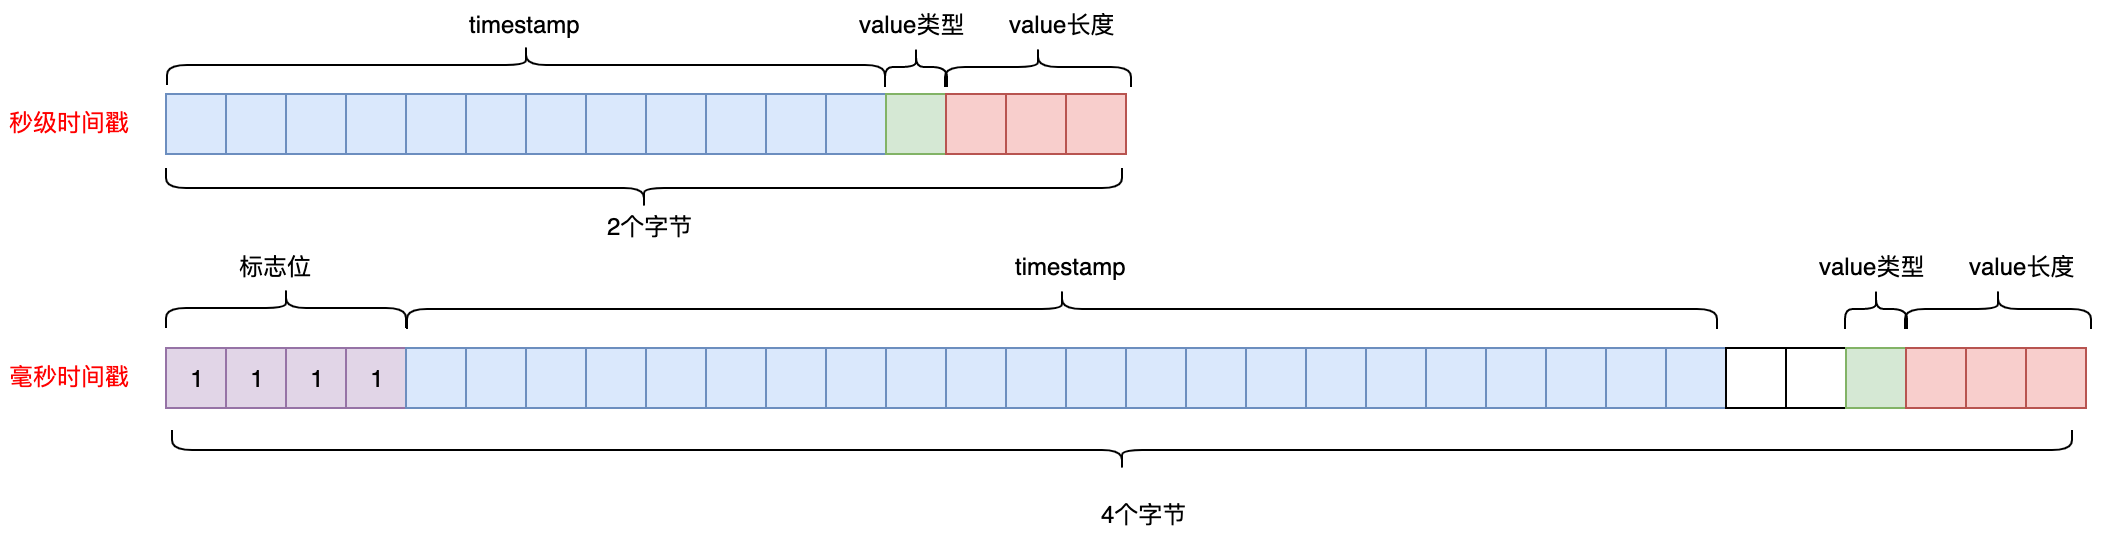 timestamp
value类型
value长度
秒级时间戳
2个字节
标志位
timestamp
value类型
value长度
毫秒时间戳
1 1 1 1
4个字节